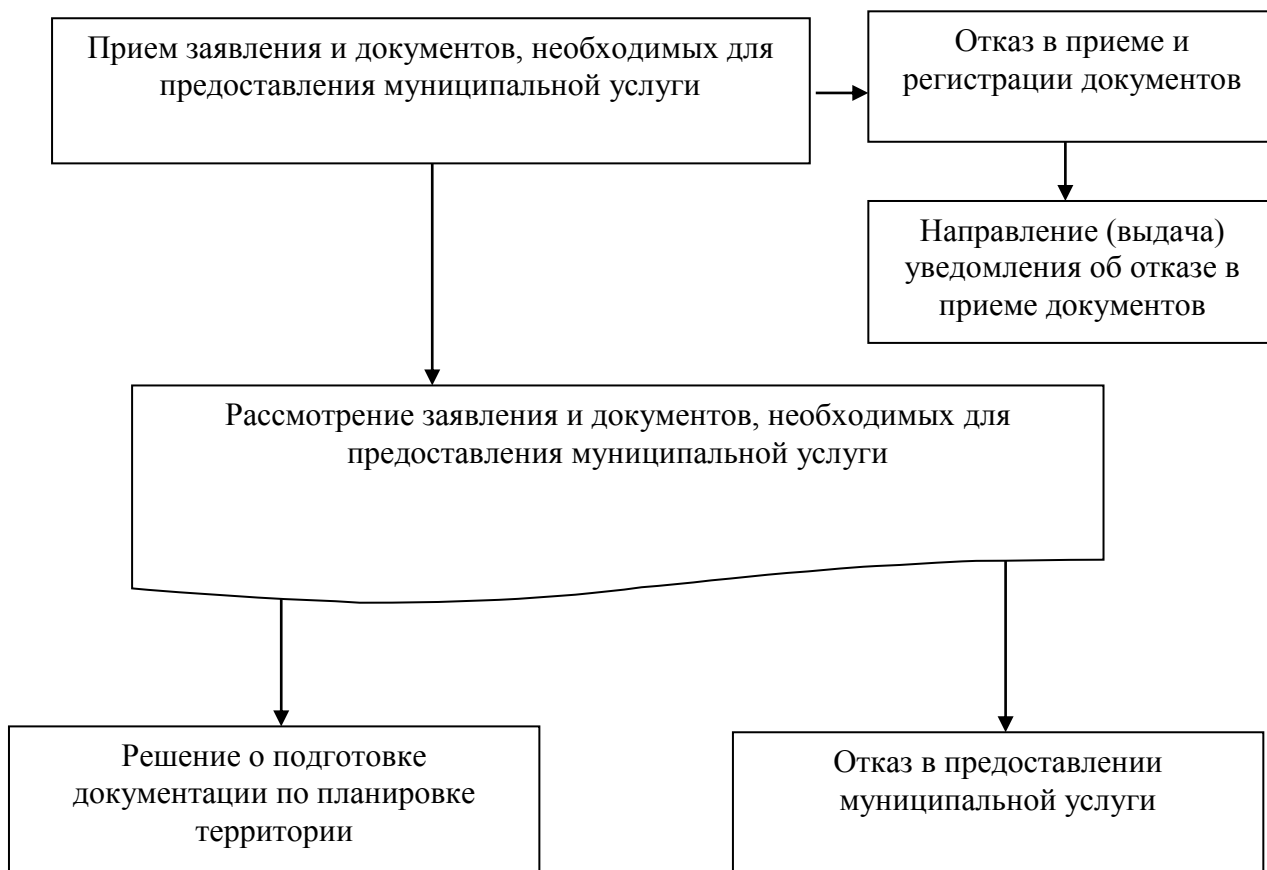 Прием заявления и документов, необходимых для
предоставления муниципальной услуги
Отказ в приеме и
регистрации документов
Направление (выдача)
уведомления об отказе в
приеме документов
Рассмотрение заявления и документов, необходимых для
предоставления муниципальной услуги
Решение о подготовке
документации по планировке
территории
Отказ в предоставлении
муниципальной услуги